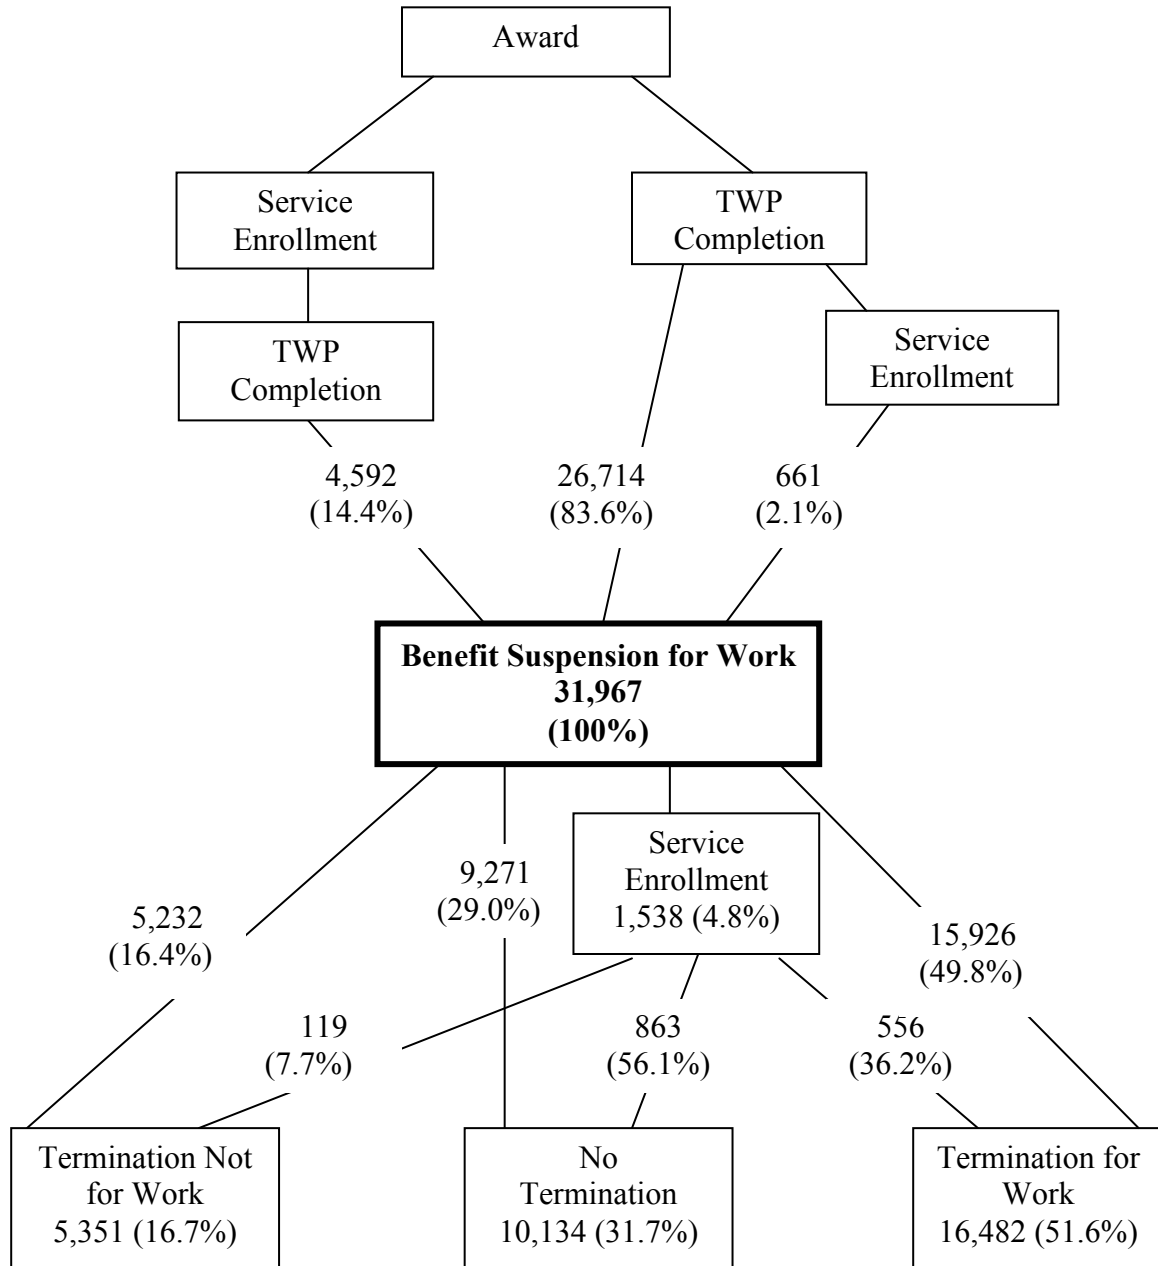 Award
Service
Enrollment
TWP
Completion
TWP
Completion
Service
Enrollment
4,592
(14.4%)
26,714
(83.6%)
661
(2.1%)
Benefit Suspension for Work
31,967
(100%)
Service
Enrollment
1,538 (4.8%)
5,232
(16.4%)
9,271
(29.0%)
15,926
(49.8%)
119
(7.7%)
863
(56.1%)
556
(36.2%)
Termination Not
for Work
5,351 (16.7%)
No
Termination
10,134 (31.7%)
Termination for
Work
16,482 (51.6%)